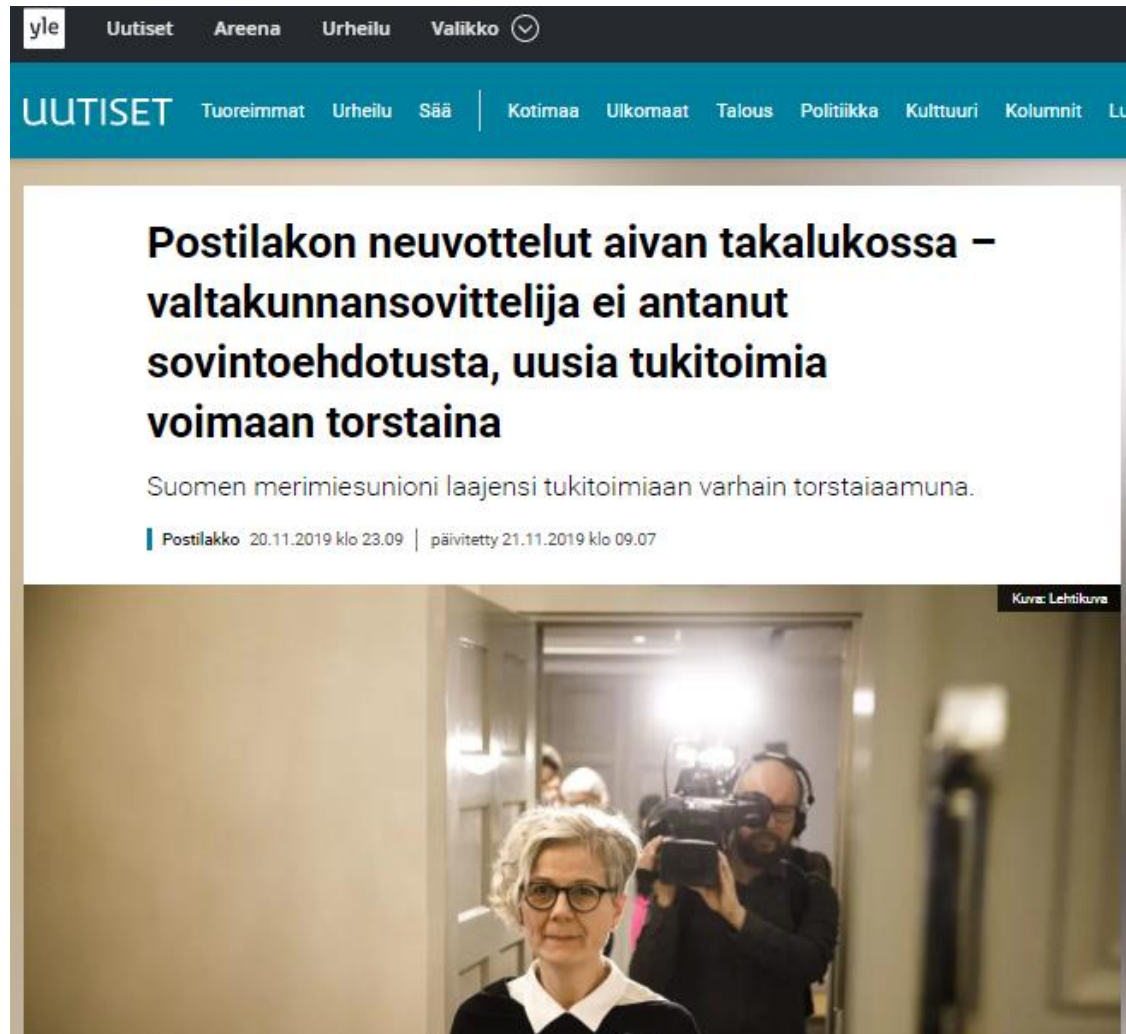 yle Uutiset Areena Urheilu Valikko
UUTISET Tuoreimmat Urheilu Sää Kotimaa Ulkomaat Talous Politiikka Kulttuuri Kolumnit Lu
Postilakon neuvottelut aivan takalukossa –
valtakunnansovittelija ei antanut
sovintoehdotusta, uusia tukitoimia
voimaan torstaina
Suomen merimiesunioni laajensi tukitoimiaan varhain torstaiaamuna.
Postilakko 20.11.2019 klo 23.09 | päivitetty 21.11.2019 klo 09.07
Kuva: Lehtikuva